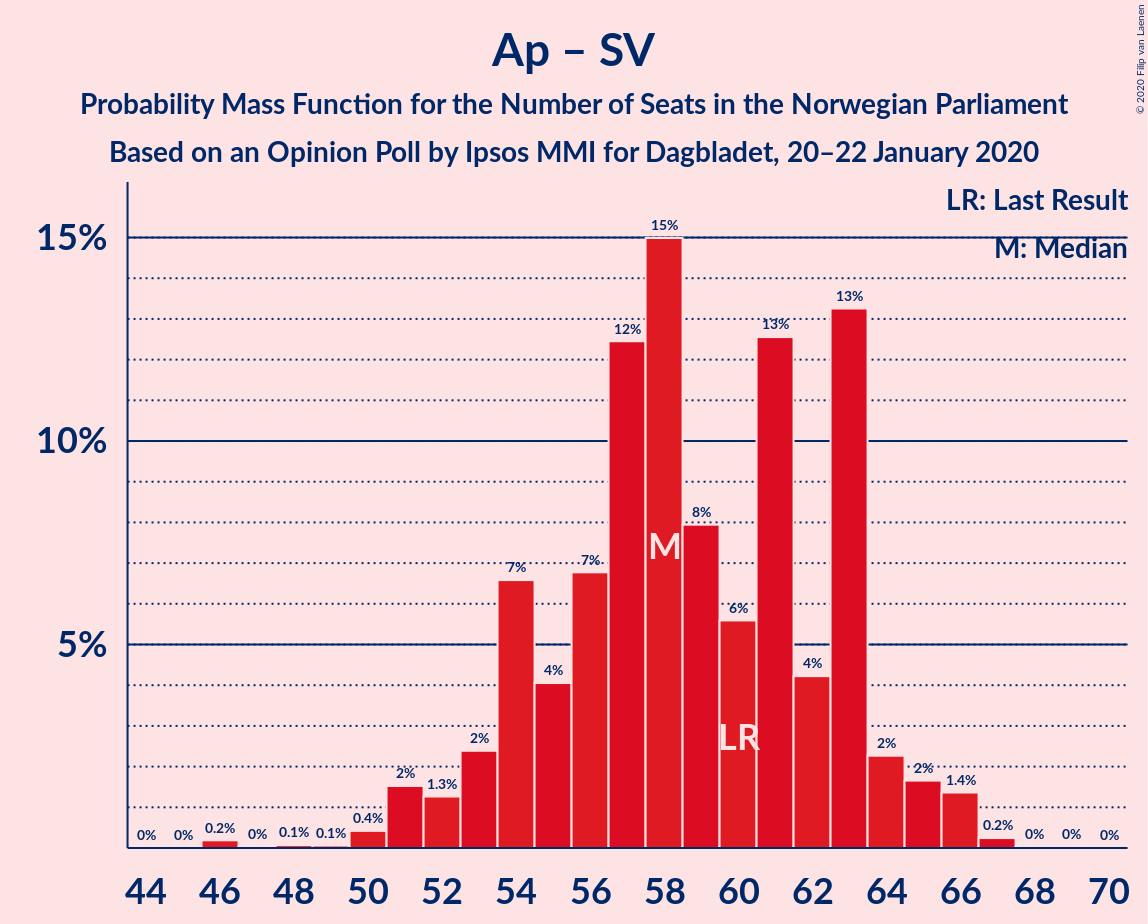 Ap – SV
Probability Mass Function for the Number of Seats in the Norwegian Parliament
Based on an Opinion Poll by Ipsos MMI for Dagbladet, 20–22 January 2020
© 2020 Filip van Laenen
LR: Last Result
M: Median
15%
10%
5%
0% 0% 0.2% 0% 0.1% 0.1% 0.4% 2% 1.3% 2% 7% 4% 7% 12% 15% 8% 6% 13% 4% 13% 2% 2% 1.4% 0.2% 0% 0% 0%
M
LR
44 46 48 50 52 54 56 58 60 62 64 66 68 70